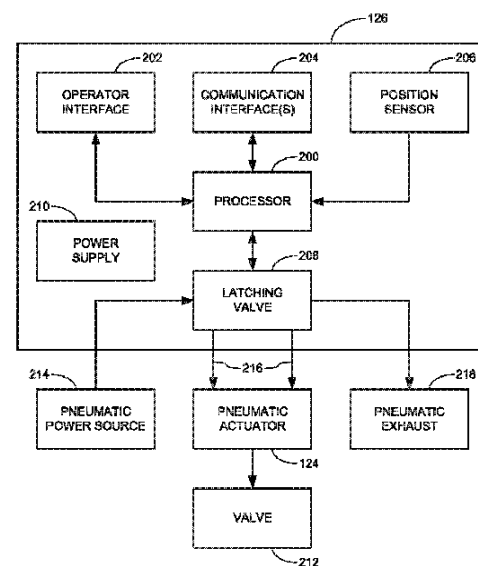 126
202
204
206
OPERATOR
INTERFACE
COMMUNICATION
INTERFACE(S)
POSITION
SENSOR
200
PROCESSOR
210
POWER
SUPPLY
208
LATCHING
VALVE
214
216
218
PNEUMATIC
POWER SOURCE
PNEUMATIC
ACTUATOR
PNEUMATIC
EXHAUST
124
VALVE
212